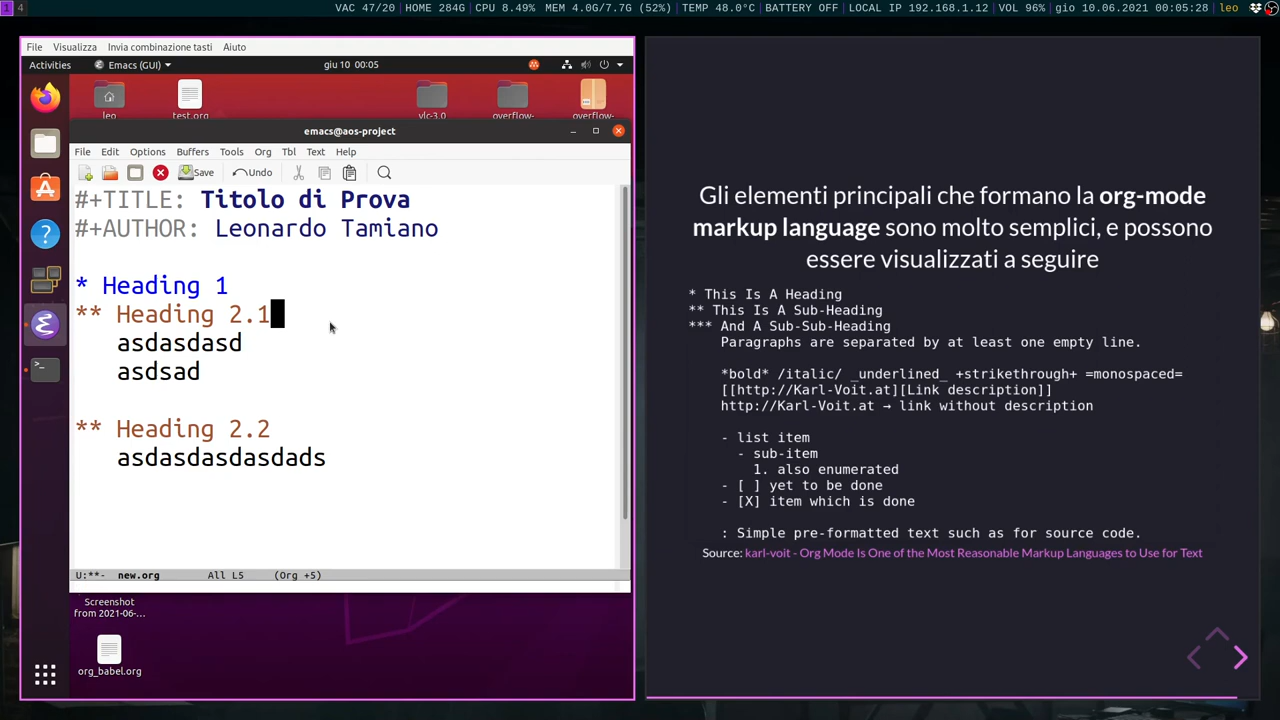 1 4
VAC 47/20 | HOME 284G | CPU 8.49% MEM 4.0G/7.7G (52%) | TEMP 48.0°C | BATTERY OFF | LOCAL IP 192.168.1.12 | VOL 96% | gio 10.06.2021 00:05:28 | leo
File Visualizza Invia combinazione tasti Aiuto
Activities Emacs (GUI) giu 10 00:05
leo test.org vlc-3.0 overflow- overflow-
emacs@aos-project
File Edit Options Buffers Tools Org Tbl Text Help
Save Undo
#+TITLE: Titolo di Prova
#+AUTHOR: Leonardo Tamiano
* Heading 1
** Heading 2.1
asdasdasd
asdsad
** Heading 2.2
asdasdasdasdads
U:**- new.org All L5 (Org +5)
Screenshot
from 2021-06-...
org_babel.org
Gli elementi principali che formano la org-mode
markup language sono molto semplici, e possono
essere visualizzati a seguire
* This Is A Heading
** This Is A Sub-Heading
*** And A Sub-Sub-Heading
Paragraphs are separated by at least one empty line.
*bold* /italic/ _underlined_ +strikethrough+ =monospaced=
[[http://Karl-Voit.at][Link description]]
http://Karl-Voit.at → link without description
- list item
- sub-item
1. also enumerated
- [ ] yet to be done
- [X] item which is done
: Simple pre-formatted text such as for source code.
Source: karl-voit - Org Mode Is One of the Most Reasonable Markup Languages to Use for Text